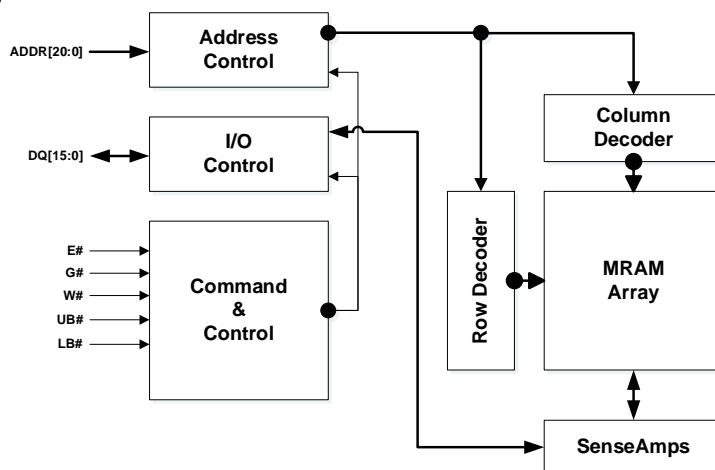 ADDR[20:0]
Address
Control
Column
Decoder
DQ[15:0]
I/O
Control
E#
G#
W#
UB#
LB#
Command
&
Control
Row Decoder
MRAM
Array
SenseAmps